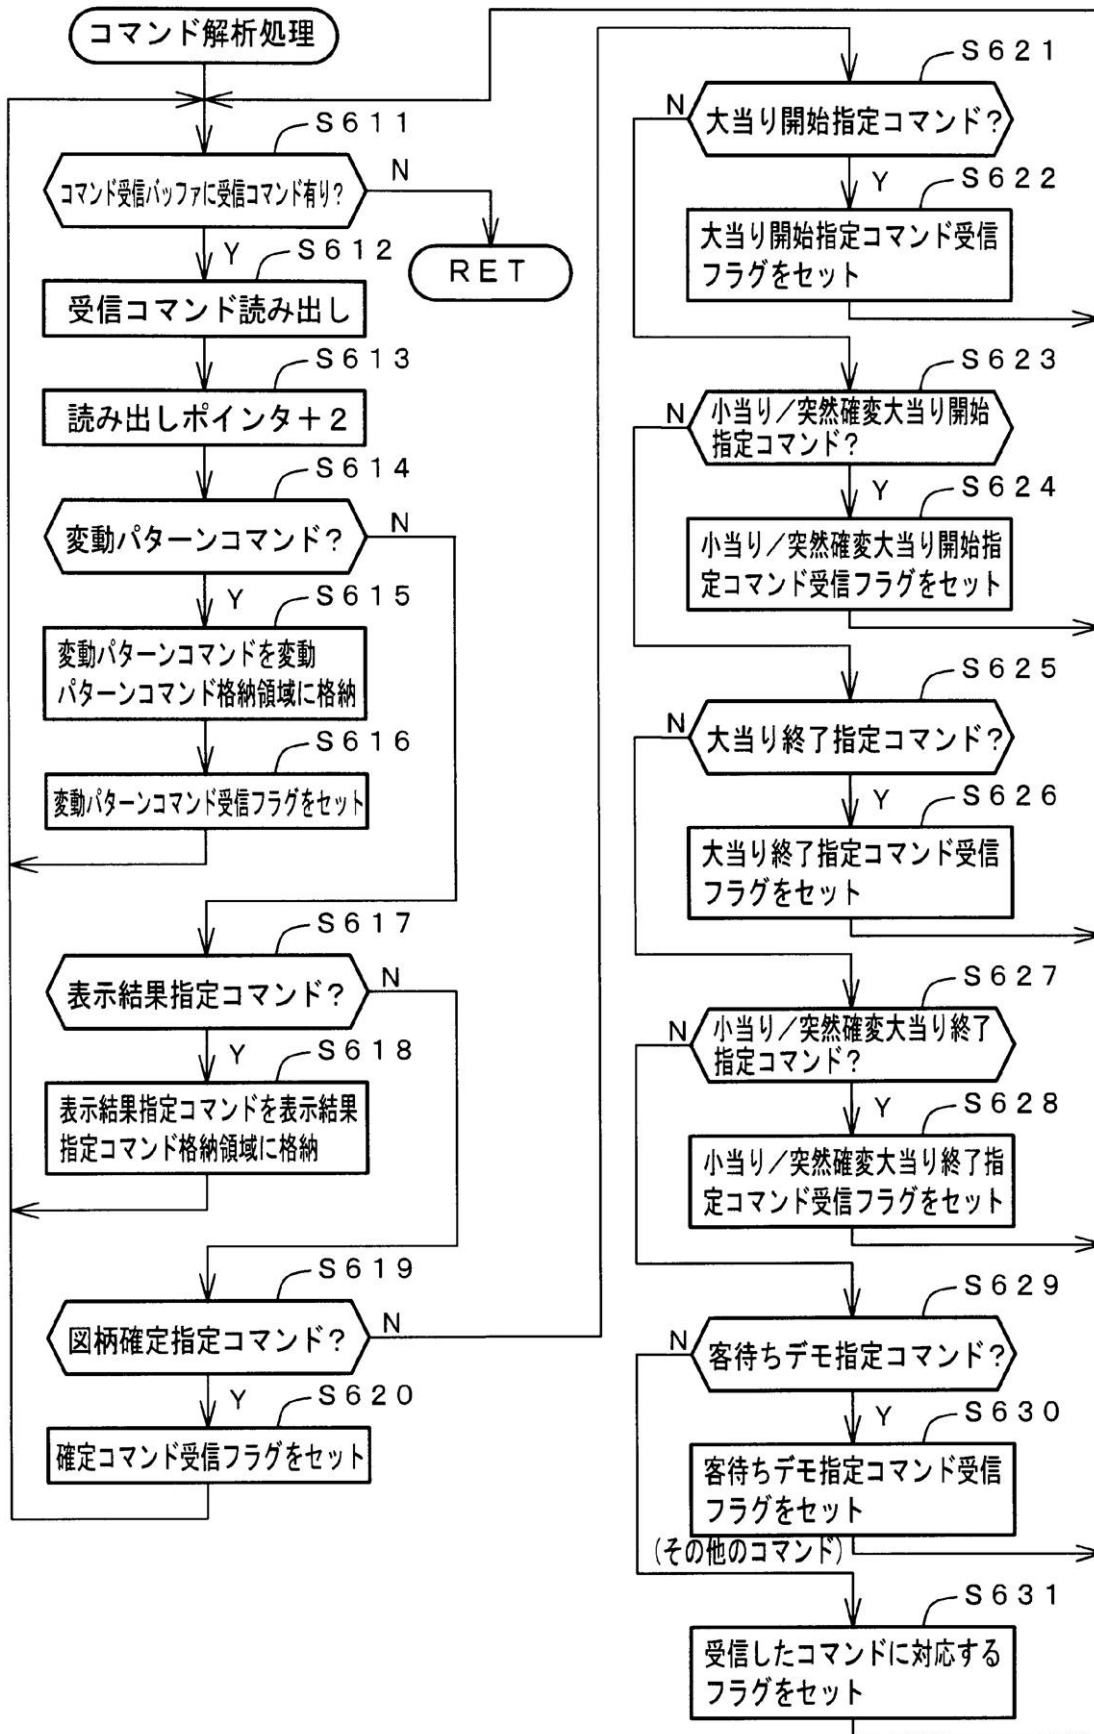 コマンド解析処理
S611
コマンド受信バッファに受信コマンド有り?
N
RET
Y
S612
受信コマンド読み出し
S613
読み出しポインタ+2
S614
変動パターンコマンド?
N
Y
S615
変動パターンコマンドを変動
パターンコマンド格納領域に格納
S616
変動パターンコマンド受信フラグをセット
S617
表示結果指定コマンド?
N
Y
S618
表示結果指定コマンドを表示結果
指定コマンド格納領域に格納
S619
図柄確定指定コマンド?
N
Y
S620
確定コマンド受信フラグをセット
S621
N
大当り開始指定コマンド?
Y
S622
大当り開始指定コマンド受信
フラグをセット
S623
N
小当り/突然確変大当り開始
指定コマンド?
Y
S624
小当り/突然確変大当り開始指
定コマンド受信フラグをセット
S625
N
大当り終了指定コマンド?
Y
S626
大当り終了指定コマンド受信
フラグをセット
S627
N
小当り/突然確変大当り終了
指定コマンド?
Y
S628
小当り/突然確変大当り終了指
定コマンド受信フラグをセット
S629
N
客待ちデモ指定コマンド?
Y
S630
客待ちデモ指定コマンド受信
フラグをセット
(その他のコマンド)
S631
受信したコマンドに対応する
フラグをセット